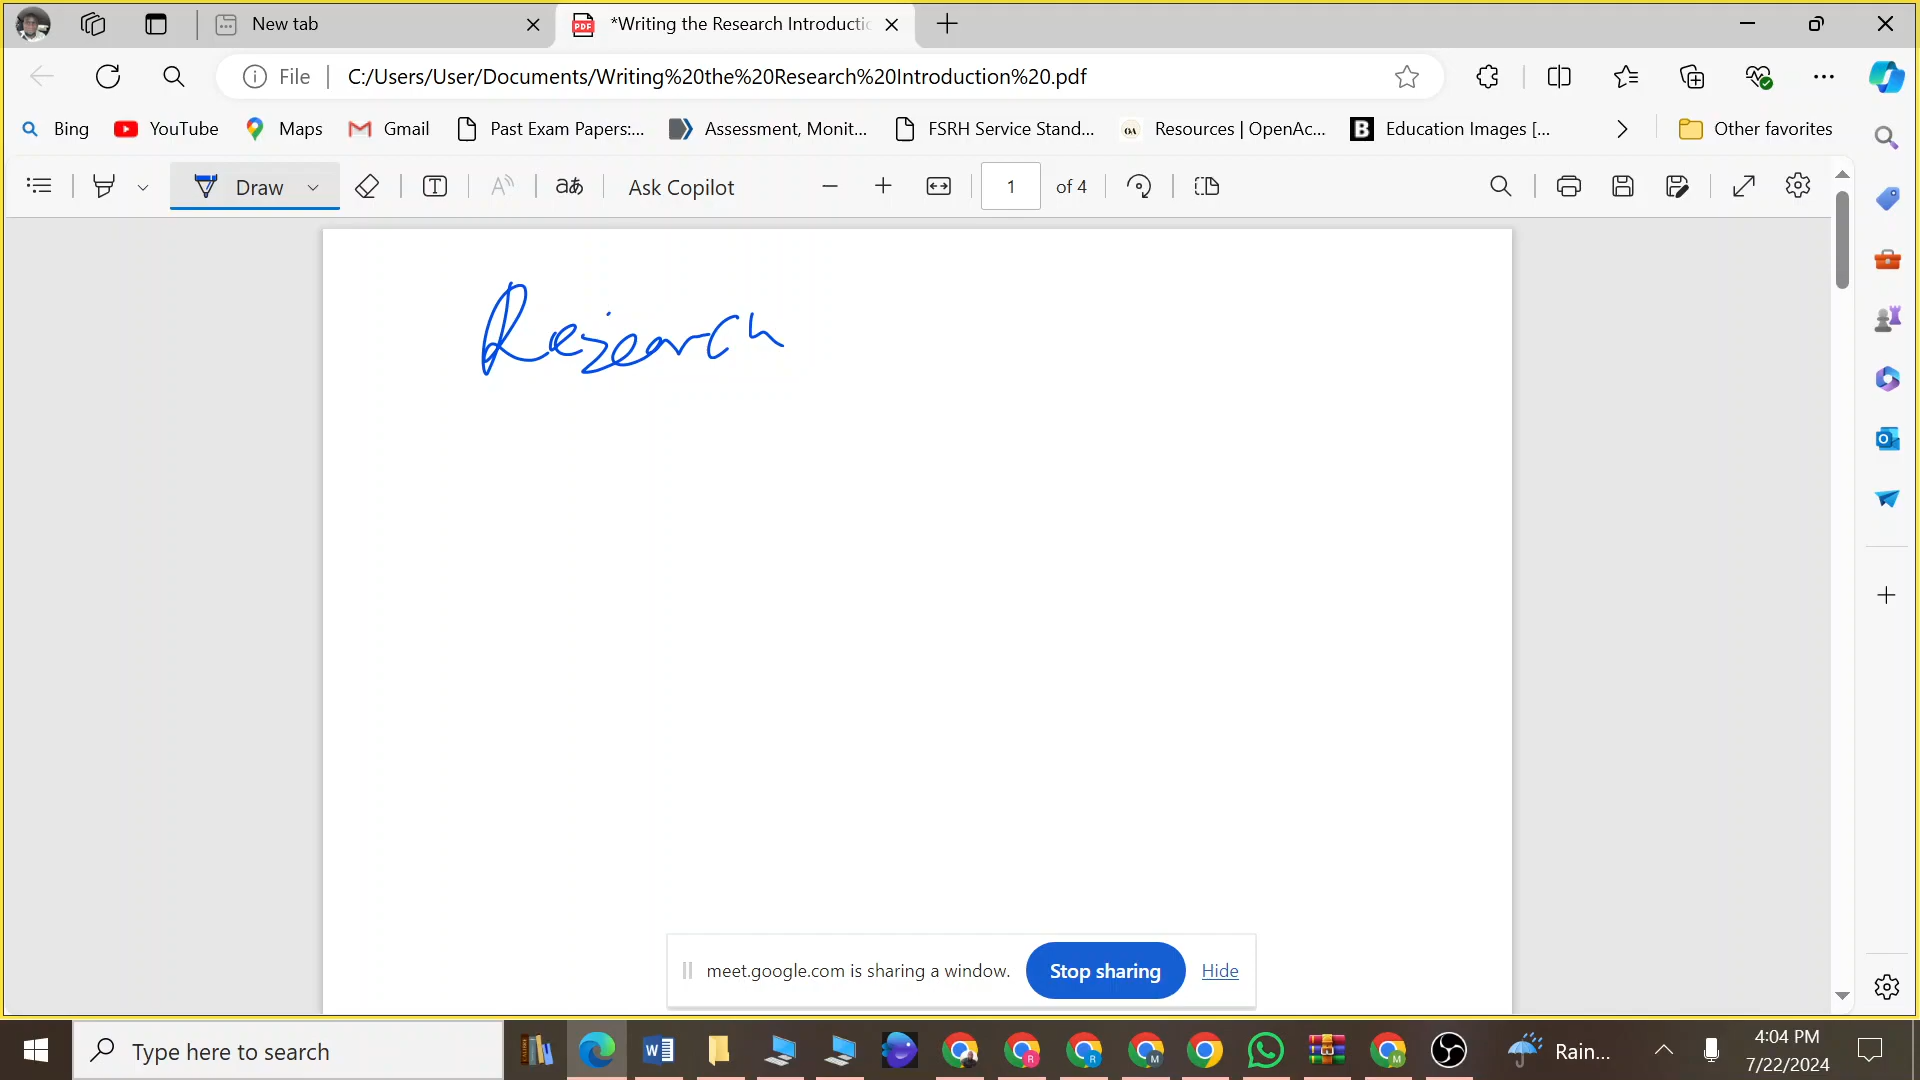 New tab
*Writing the Research Introductic
File
C:/Users/User/Documents/Writing%20the%20Research%20Introduction%20.pdf
Bing YouTube Maps Gmail Past Exam Papers:... Assessment, Monit... FSRH Service Stand... OA Resources | OpenAc... B Education Images [... Other favorites
Draw Ask Copilot 1 of 4
Research
meet.google.com is sharing a window. Stop sharing Hide
Type here to search
Rain...
4:04 PM
7/22/2024